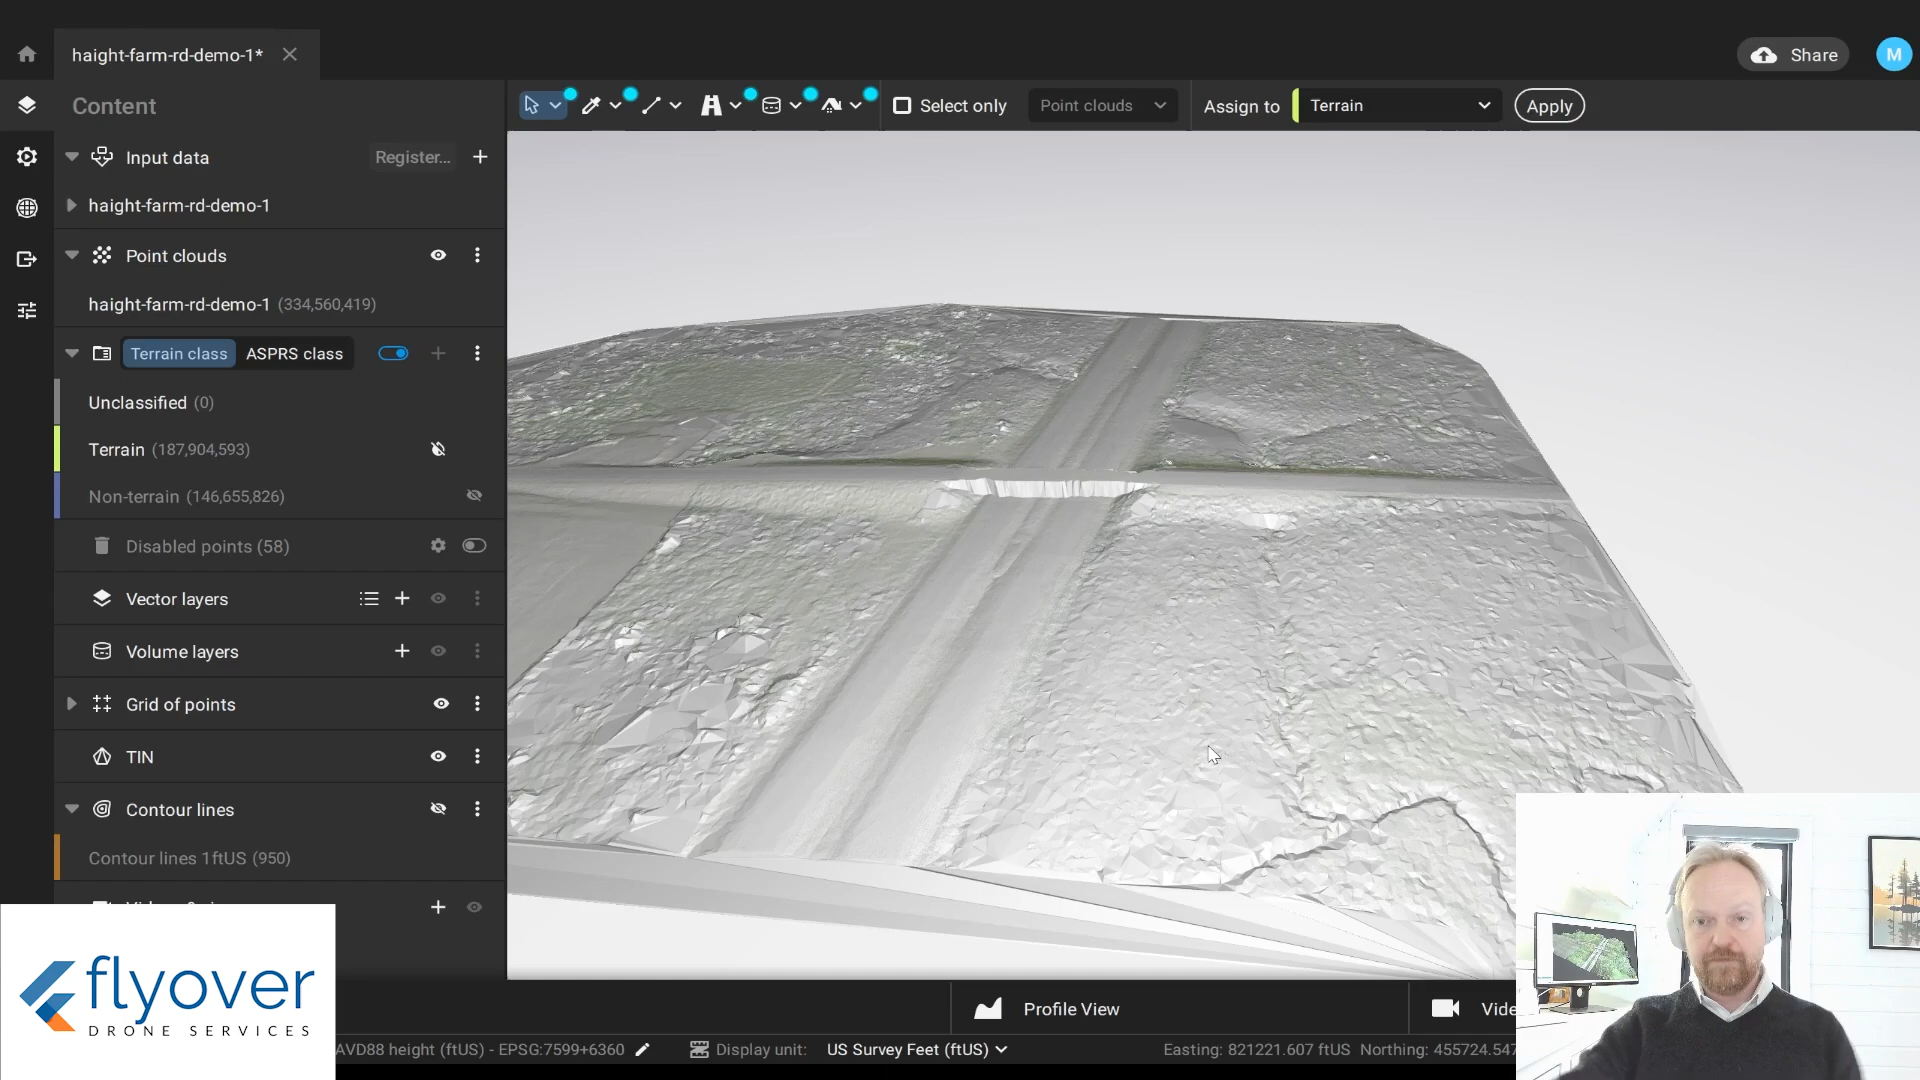 haight-farm-rd-demo-1*
Share
M
Content
Select only
Point clouds
Assign to
Terrain
Apply
Input data
Register...
haight-farm-rd-demo-1
Point clouds
haight-farm-rd-demo-1 (334,560,419)
Terrain class
ASPRS class
Unclassified (0)
Terrain (187,904,593)
Non-terrain (146,655,826)
Disabled points (58)
Vector layers
Volume layers
Grid of points
TIN
Contour lines
Contour lines 1ftUS (950)
flyover
DRONE SERVICES
Profile View
Vide
AVD88 height (ftUS) - EPSG:7599+6360
Display unit:
US Survey Feet (ftUS)
Easting: 821221.607 ftUS Northing: 455724.547